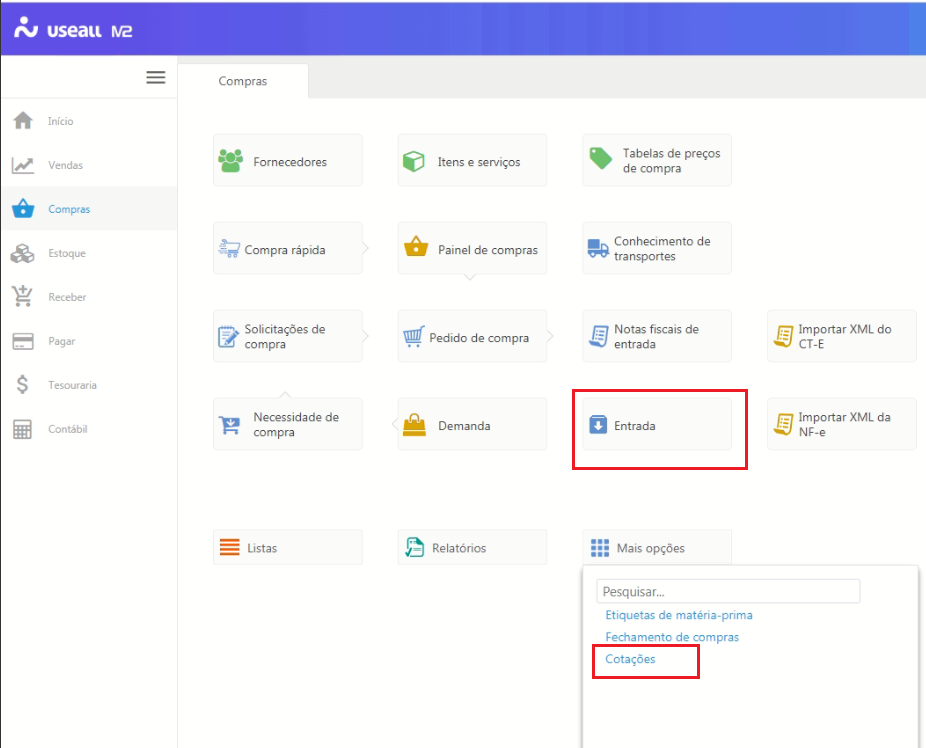 useall M2
Compras
Início
Vendas
Compras
Estoque
Receber
Pagar
Tesouraria
Contábil
Fornecedores
Itens e serviços
Tabelas de preços
de compra
Compra rápida
Painel de compras
Conhecimento de
transportes
Solicitações de
compra
Pedido de compra
Notas fiscais de
entrada
Importar XML do
CT-E
Necessidade de
compra
Demanda
Entrada
Importar XML da
NF-e
Listas
Relatórios
Mais opções
Pesquisar...
Etiquetas de matéria-prima
Fechamento de compras
Cotações